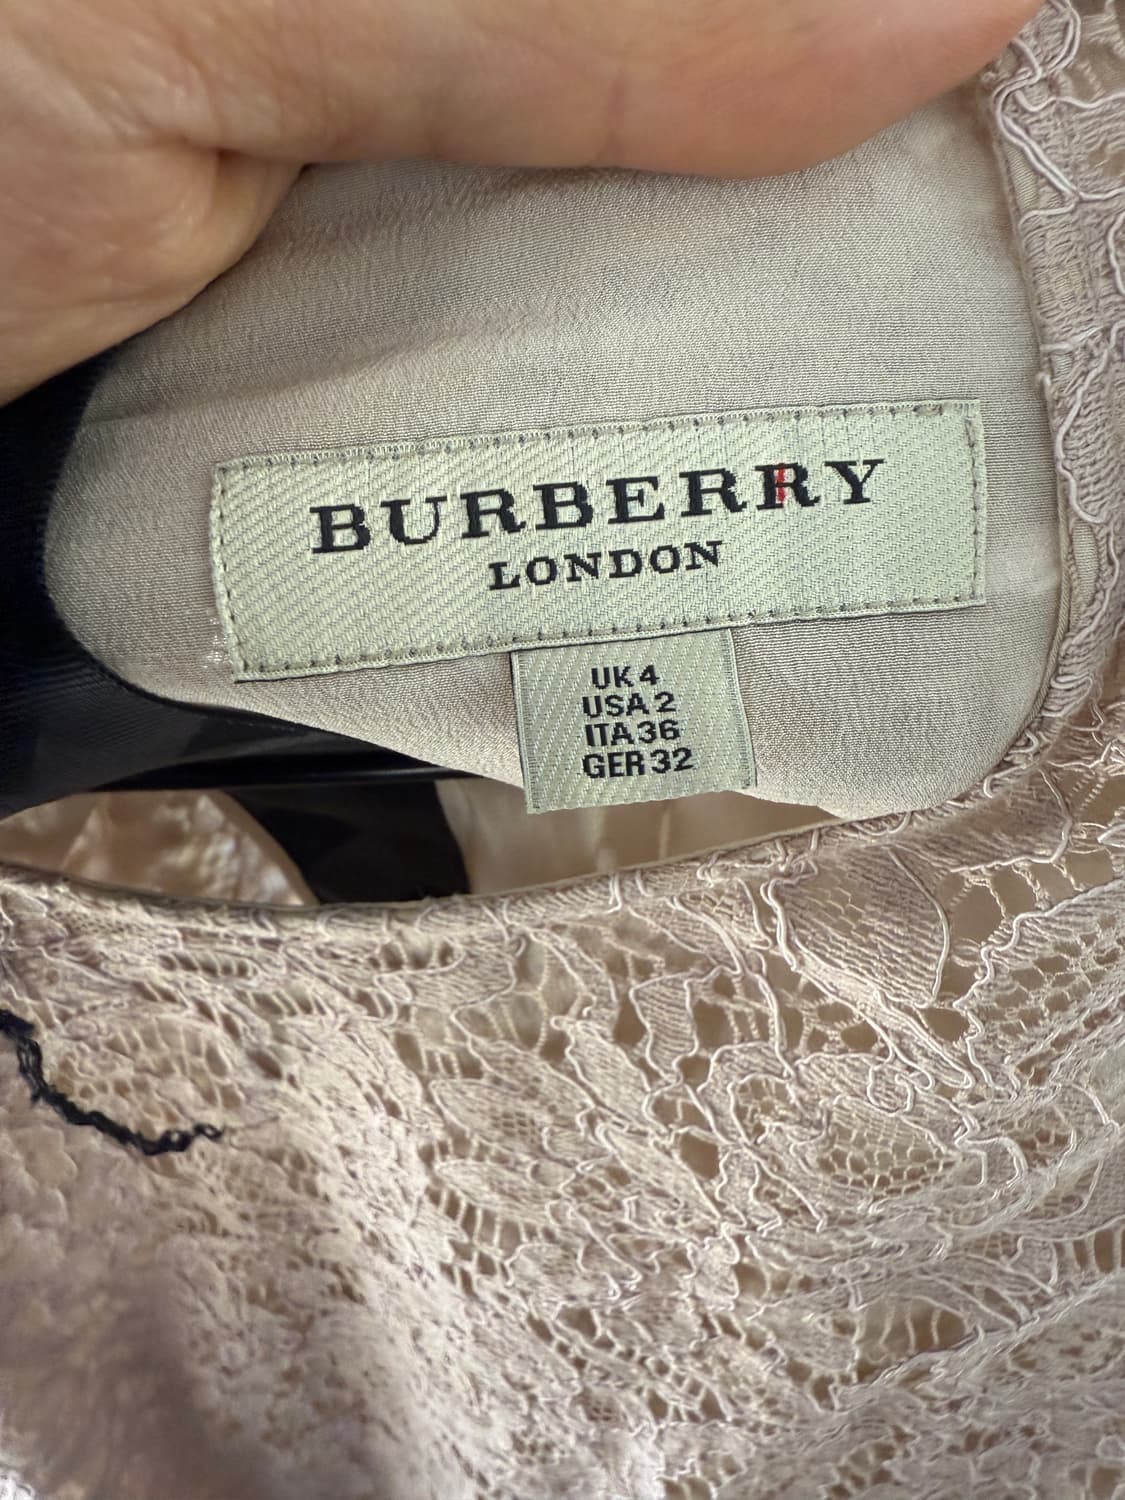 BURBERRY
LONDON
UK 4
USA 2
ITA 36
GER 32